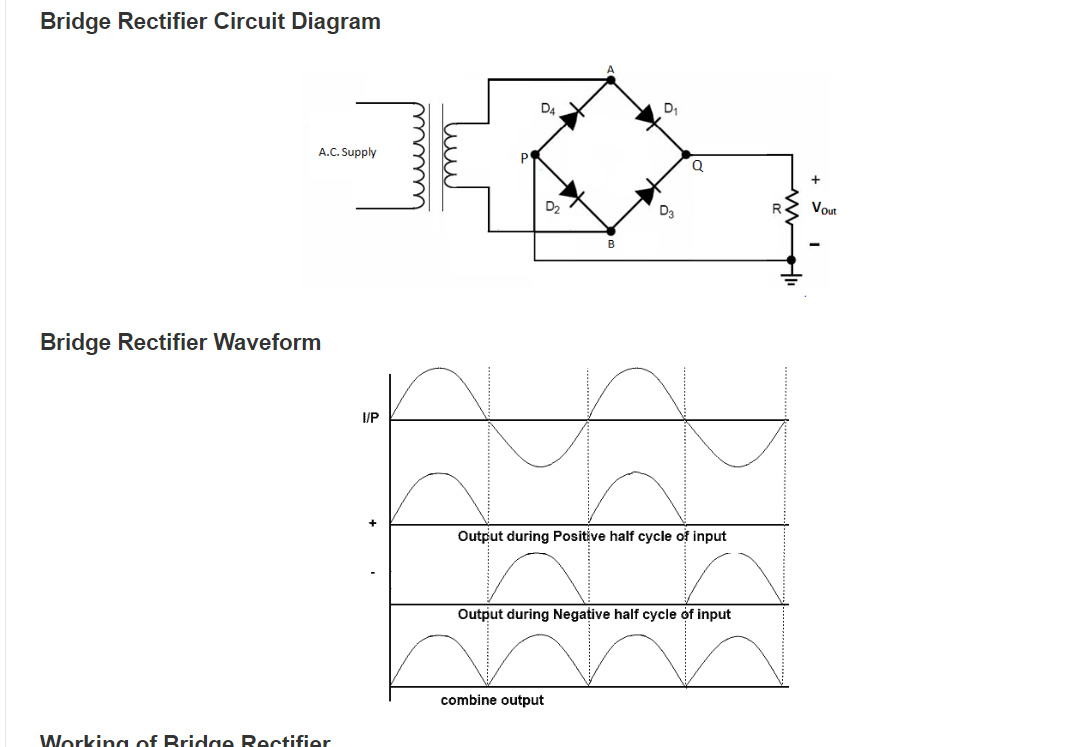 Bridge Rectifier Circuit Diagram
A
D4
D1
A.C. Supply
P
Q
+
D2
D3
R
VOut
-
B
Bridge Rectifier Waveform
I/P
+
Output during Positive half cycle of input
-
Output during Negative half cycle of input
combine output
Working of Bridge Rectifier